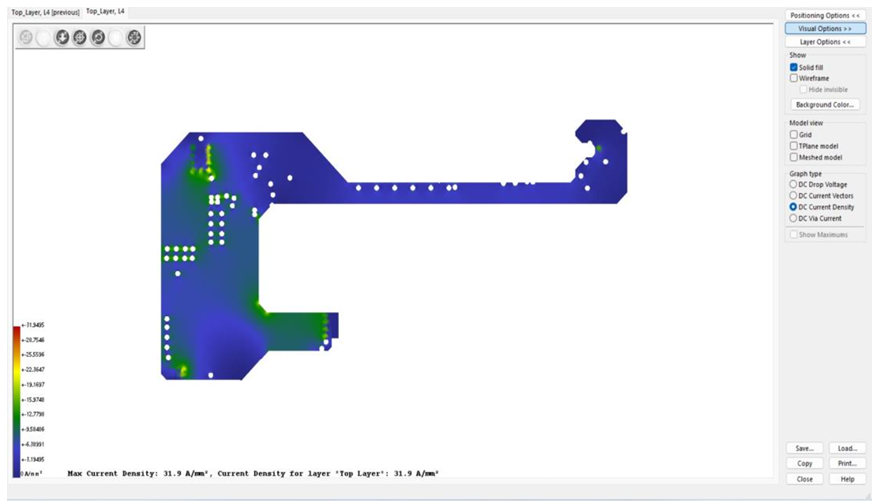 Top_Layer, L4 [previous]
Top_Layer, L4
Positioning Options <<
Visual Options >>
Layer Options <<
Show
Solid fill
Wireframe
Hide invisible
Background Color...
Model view
Grid
TPlane model
Meshed model
Graph type
DC Drop Voltage
DC Current Vectors
DC Current Density
DC Via Current
Show Maximums
<-31.9495
<-28.7546
<-25.5596
<-22.3647
<-19.1697
<-15.9748
<-12.7798
<-9.58486
<-6.38991
<-3.19495
0 A/mm²
Max Current Density: 31.9 A/mm², Current Density for layer 'Top Layer': 31.9 A/mm²
Save...
Load...
Copy
Print...
Close
Help